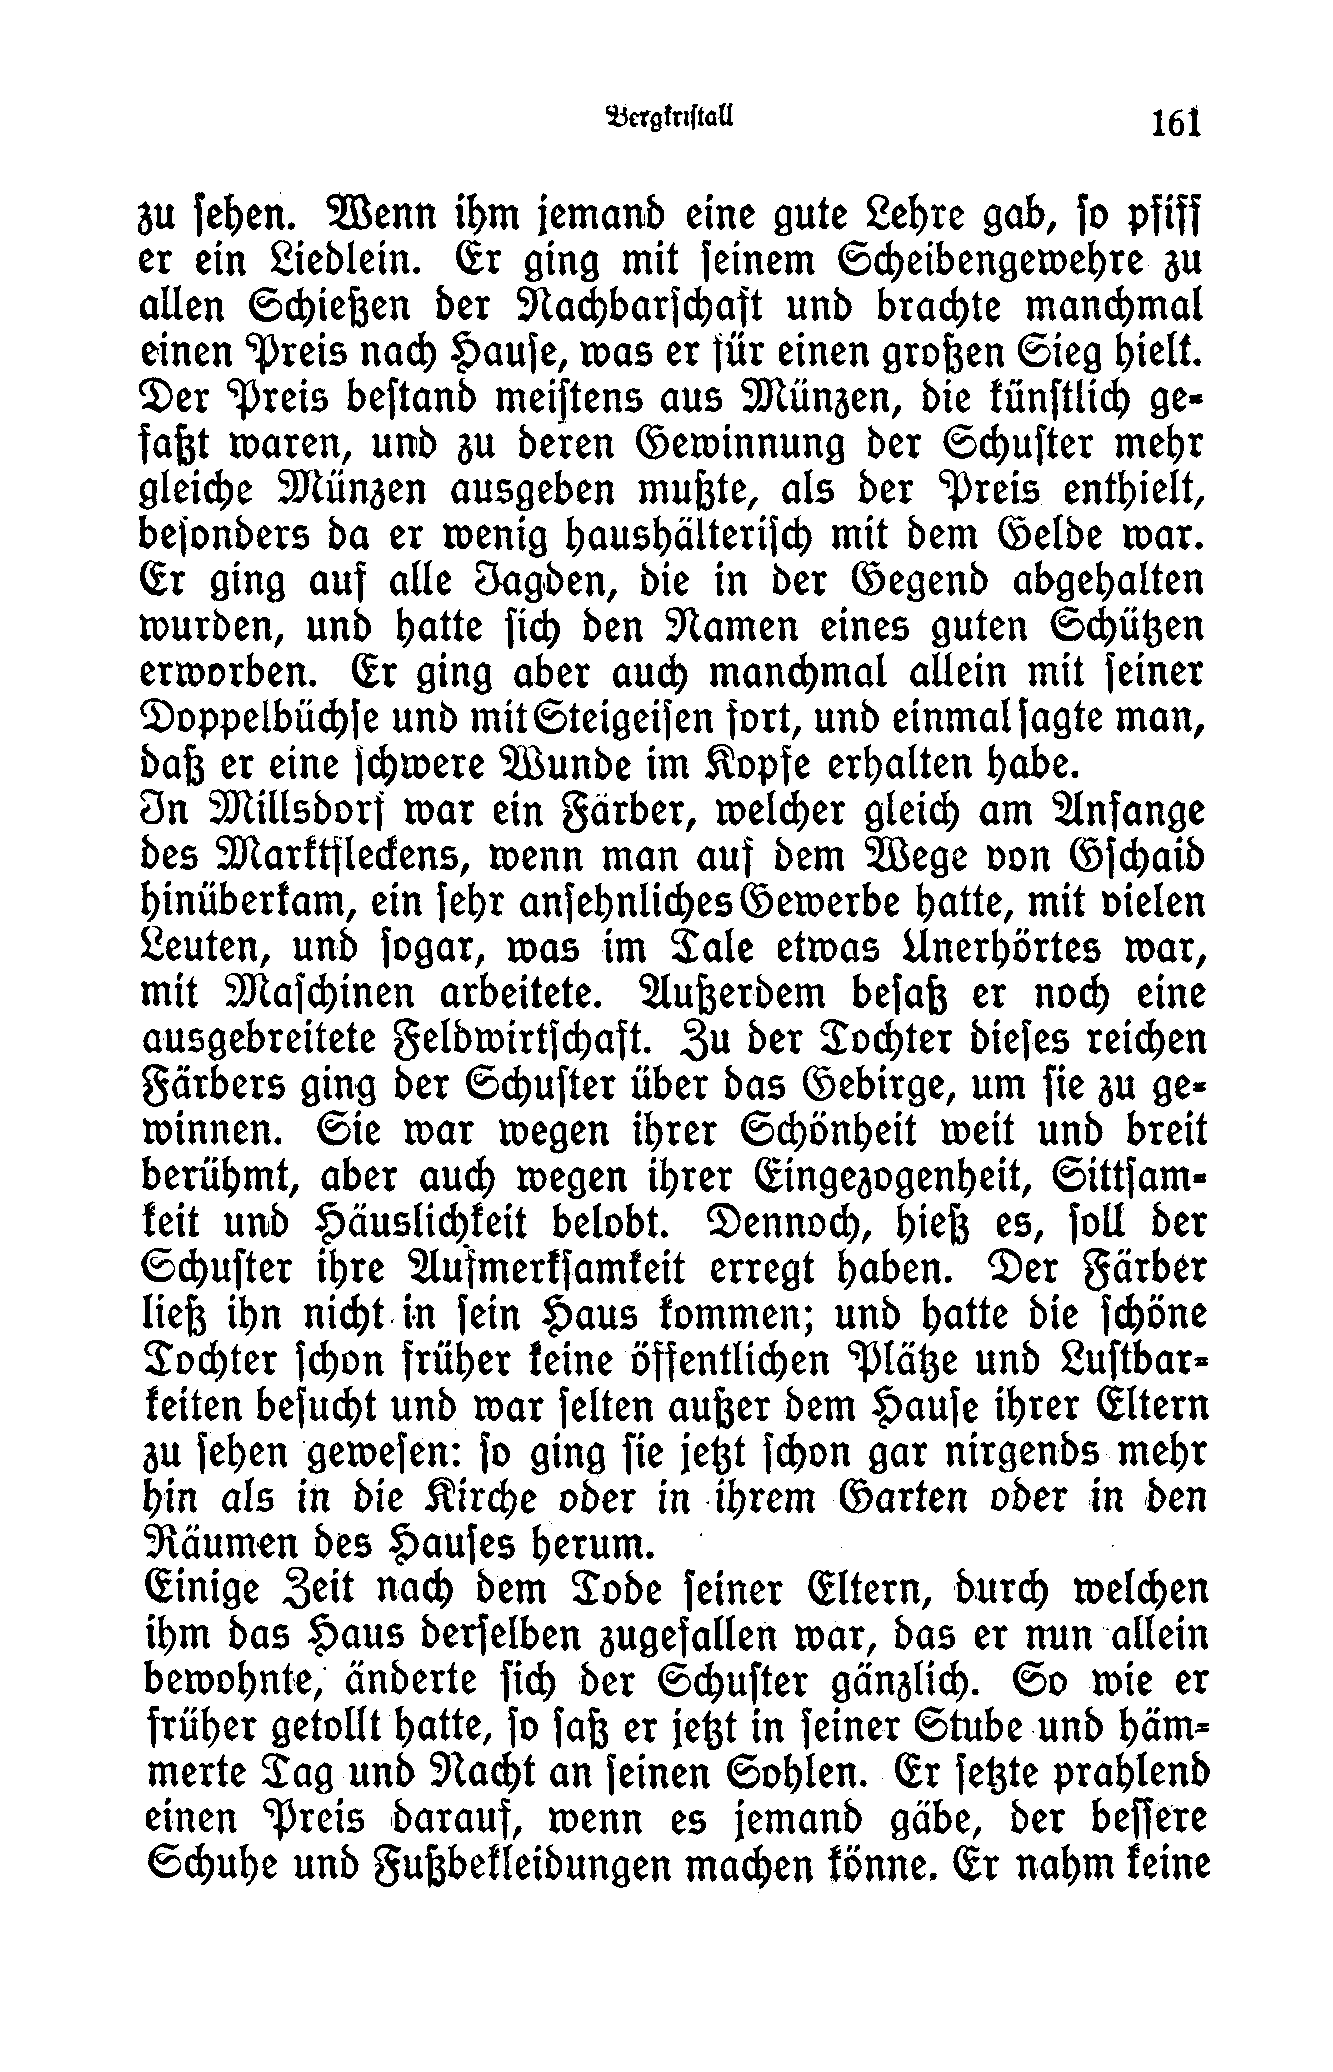 Bergkristall
161
zu sehen. Wenn ihm jemand eine gute Lehre gab, so pfiff
er ein Liedlein. Er ging mit seinem Scheibengewehre zu
allen Schießen der Nachbarschaft und brachte manchmal
einen Preis nach Hause, was er für einen großen Sieg hielt.
Der Preis bestand meistens aus Münzen, die künstlich ge-
faßt waren, und zu deren Gewinnung der Schuster mehr
gleiche Münzen ausgeben mußte, als der Preis enthielt,
besonders da er wenig haushälterisch mit dem Gelde war.
Er ging auf alle Jagden, die in der Gegend abgehalten
wurden, und hatte sich den Namen eines guten Schützen
erworben. Er ging aber auch manchmal allein mit seiner
Doppelbüchse und mit Steigeisen fort, und einmal sagte man,
daß er eine schwere Wunde im Kopfe erhalten habe.
In Millsdorf war ein Färber, welcher gleich am Anfange
des Marktfleckens, wenn man auf dem Wege von Gschaid
hinüberkam, ein sehr ansehnliches Gewerbe hatte, mit vielen
Leuten, und sogar, was im Tale etwas Unerhörtes war,
mit Maschinen arbeitete. Außerdem besaß er noch eine
ausgebreitete Feldwirtschaft. Zu der Tochter dieses reichen
Färbers ging der Schuster über das Gebirge, um sie zu ge-
winnen. Sie war wegen ihrer Schönheit weit und breit
berühmt, aber auch wegen ihrer Eingezogenheit, Sittsam-
keit und Häuslichkeit belobt. Dennoch, hieß es, soll der
Schuster ihre Aufmerksamkeit erregt haben. Der Färber
ließ ihn nicht in sein Haus kommen; und hatte die schöne
Tochter schon früher keine öffentlichen Plätze und Lustbar-
keiten besucht und war selten außer dem Hause ihrer Eltern
zu sehen gewesen: so ging sie jetzt schon gar nirgends mehr
hin als in die Kirche oder in ihrem Garten oder in den
Räumen des Hauses herum.
Einige Zeit nach dem Tode seiner Eltern, durch welchen
ihm das Haus derselben zugefallen war, das er nun allein
bewohnte, änderte sich der Schuster gänzlich. So wie er
früher getollt hatte, so saß er jetzt in seiner Stube und häm-
merte Tag und Nacht an seinen Sohlen. Er setzte prahlend
einen Preis darauf, wenn es jemand gäbe, der bessere
Schuhe und Fußbekleidungen machen könne. Er nahm keine